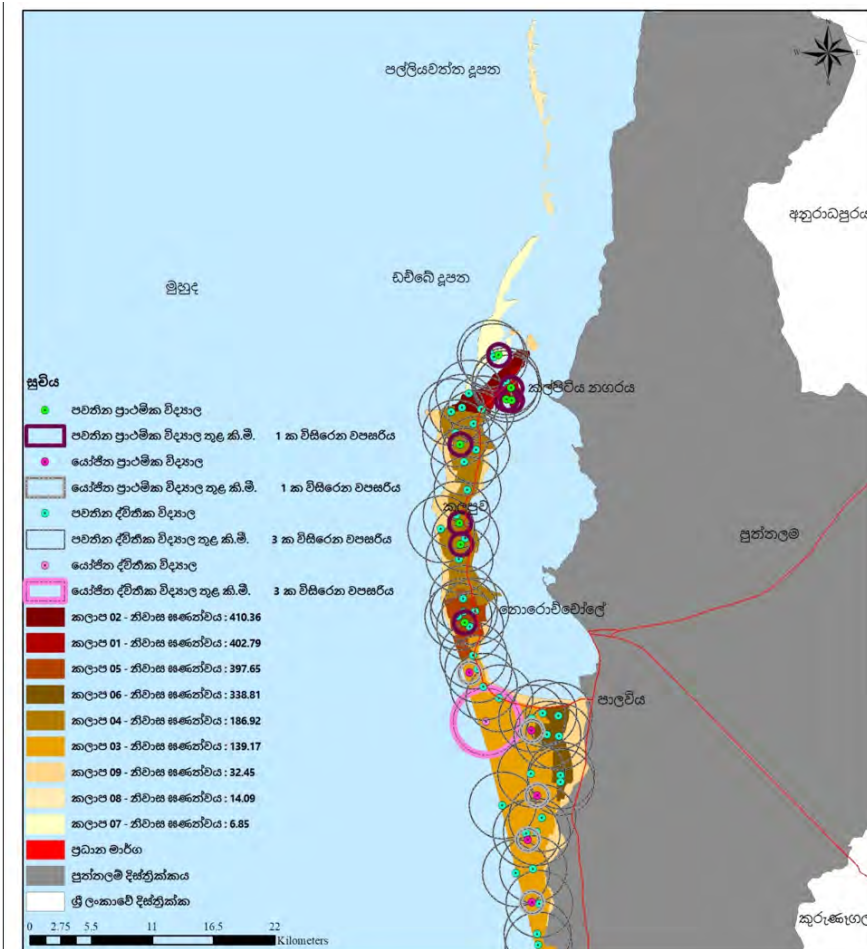 N
W
E
S
පල්ලියවත්ත දූපත
අනුරාධපුරය
ඩච්බේ දූපත
මුහුද
කල්පිටිය නගරය
කලපුව
පුත්තලම
නොරොච්චෝලේ
පාලවිය
කුරුණෑගල
සූචිය
පවතින ප්‍රාථමික විද්‍යාල
පවතින ප්‍රාථමික විද්‍යාල තුළ කි.මී. 1 ක විසිරෙන වපසරිය
යෝජිත ප්‍රාථමික විද්‍යාල
යෝජිත ප්‍රාථමික විද්‍යාල තුළ කි.මී. 1 ක විසිරෙන වපසරිය
පවතින ද්විතීක විද්‍යාල
පවතින ද්විතීක විද්‍යාල තුළ කි.මී. 3 ක විසිරෙන වපසරිය
යෝජිත ද්විතීක විද්‍යාල
යෝජිත ද්විතීක විද්‍යාල තුළ කි.මී. 3 ක විසිරෙන වපසරිය
කලාප 02 - නිවාස ඝණත්වය : 410.36
කලාප 01 - නිවාස ඝණත්වය : 402.79
කලාප 05 - නිවාස ඝණත්වය : 397.65
කලාප 06 - නිවාස ඝණත්වය : 338.81
කලාප 04 - නිවාස ඝණත්වය : 186.92
කලාප 03 - නිවාස ඝණත්වය : 139.17
කලාප 09 - නිවාස ඝණත්වය : 32.45
කලාප 08 - නිවාස ඝණත්වය : 14.09
කලාප 07 - නිවාස ඝණත්වය : 6.85
ප්‍රධාන මාර්ග
පුත්තලම් දිස්ත්‍රික්කය
ශ්‍රී ලංකාවේ දිස්ත්‍රික්ක
0 2.75 5.5 11 16.5 22
Kilometers